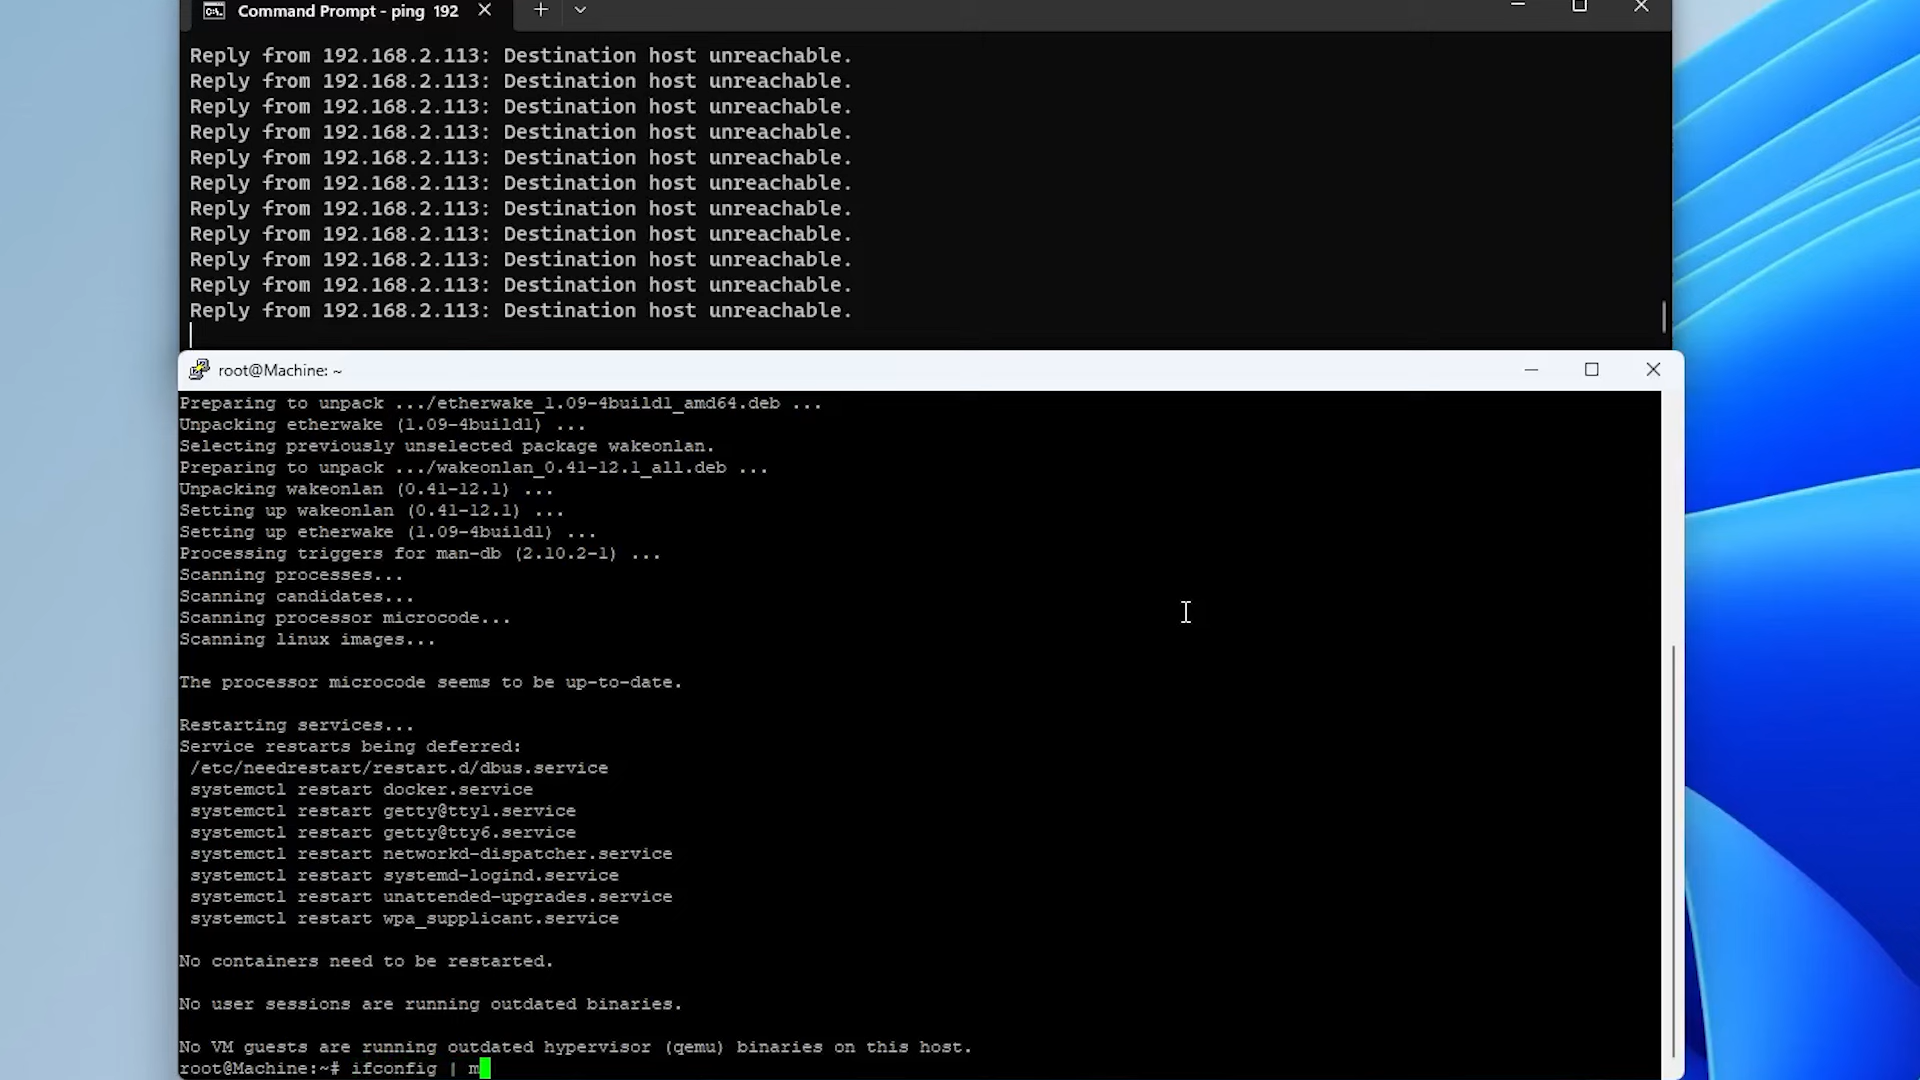 Command Prompt - ping 192
Reply from 192.168.2.113: Destination host unreachable.
Reply from 192.168.2.113: Destination host unreachable.
Reply from 192.168.2.113: Destination host unreachable.
Reply from 192.168.2.113: Destination host unreachable.
Reply from 192.168.2.113: Destination host unreachable.
Reply from 192.168.2.113: Destination host unreachable.
Reply from 192.168.2.113: Destination host unreachable.
Reply from 192.168.2.113: Destination host unreachable.
Reply from 192.168.2.113: Destination host unreachable.
Reply from 192.168.2.113: Destination host unreachable.
Reply from 192.168.2.113: Destination host unreachable.
root@Machine: ~
Preparing to unpack .../etherwake_1.09-4build1_amd64.deb ...
Unpacking etherwake (1.09-4build1) ...
Selecting previously unselected package wakeonlan.
Preparing to unpack .../wakeonlan_0.41-12.1_all.deb ...
Unpacking wakeonlan (0.41-12.1) ...
Setting up wakeonlan (0.41-12.1) ...
Setting up etherwake (1.09-4build1) ...
Processing triggers for man-db (2.10.2-1) ...
Scanning processes...
Scanning candidates...
Scanning processor microcode...
Scanning linux images...
The processor microcode seems to be up-to-date.
Restarting services...
Service restarts being deferred:
/etc/needrestart/restart.d/dbus.service
systemctl restart docker.service
systemctl restart getty@tty1.service
systemctl restart getty@tty6.service
systemctl restart networkd-dispatcher.service
systemctl restart systemd-logind.service
systemctl restart unattended-upgrades.service
systemctl restart wpa_supplicant.service
No containers need to be restarted.
No user sessions are running outdated binaries.
No VM guests are running outdated hypervisor (qemu) binaries on this host.
root@Machine:~# ifconfig | m